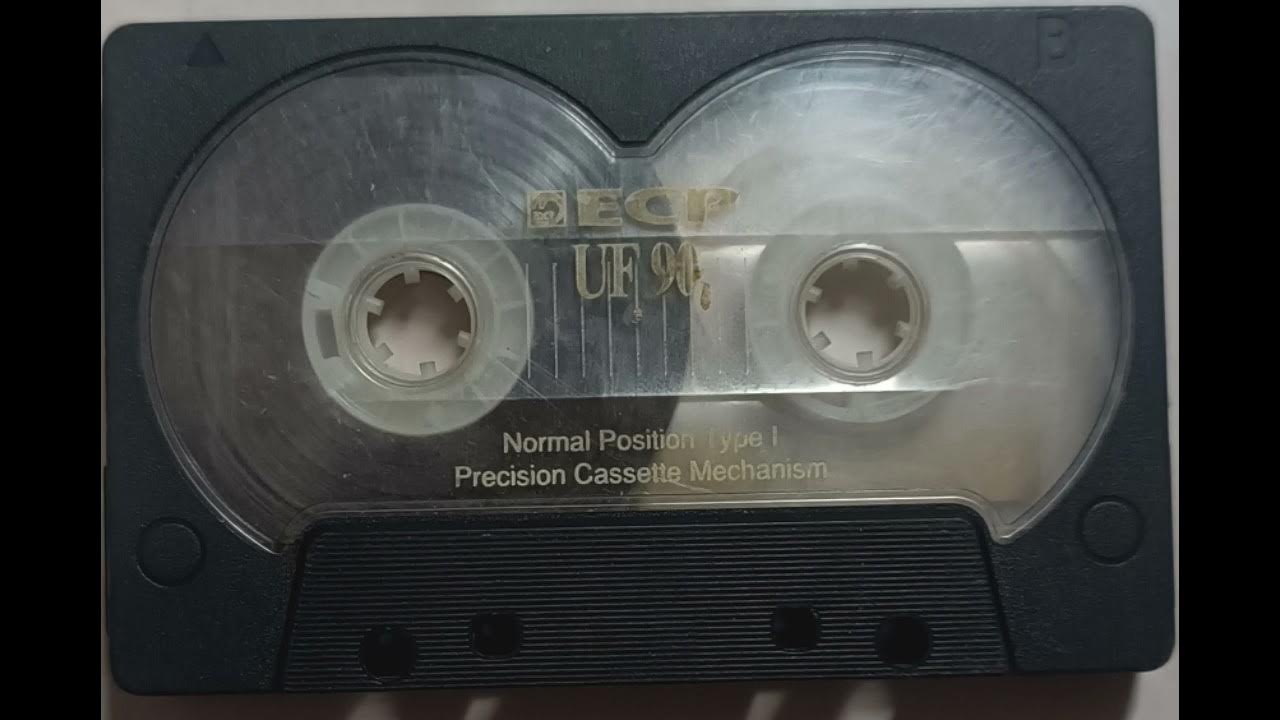 B
ECP
UF 90
Normal Position Type I
Precision Cassette Mechanism